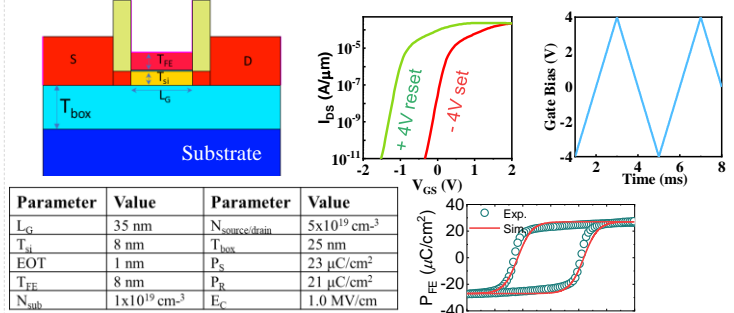 S
D
T_FE
T_si
L_G
T_box
Substrate
I_DS (A/μm)
10^-5
10^-7
10^-9
10^-11
+ 4V reset
- 4V set
-2 -1 0 1 2
V_GS (V)
Gate Bias (V)
4
2
0
-2
-4
2 4 6 8
Time (ms)
Parameter Value Parameter Value
L_G 35 nm N_source/drain 5x10^19 cm^-3
T_si 8 nm T_box 25 nm
EOT 1 nm P_S 23 μC/cm^2
T_FE 8 nm P_R 21 μC/cm^2
N_sub 1x10^19 cm^-3 E_C 1.0 MV/cm
P_FE (μC/cm^2)
40
20
0
-20
-40
Exp.
Sim.